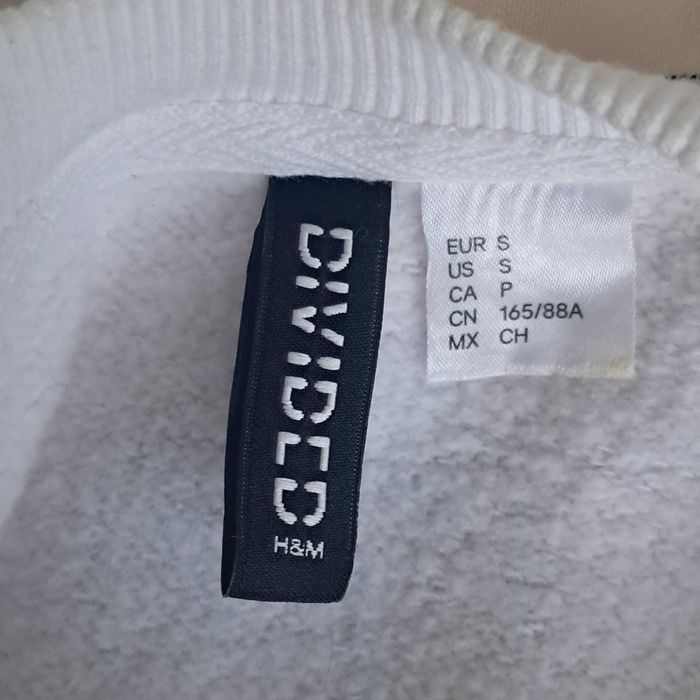 DIVIDED
H&M
EUR S
US S
CA P
CN 165/88A
MX CH